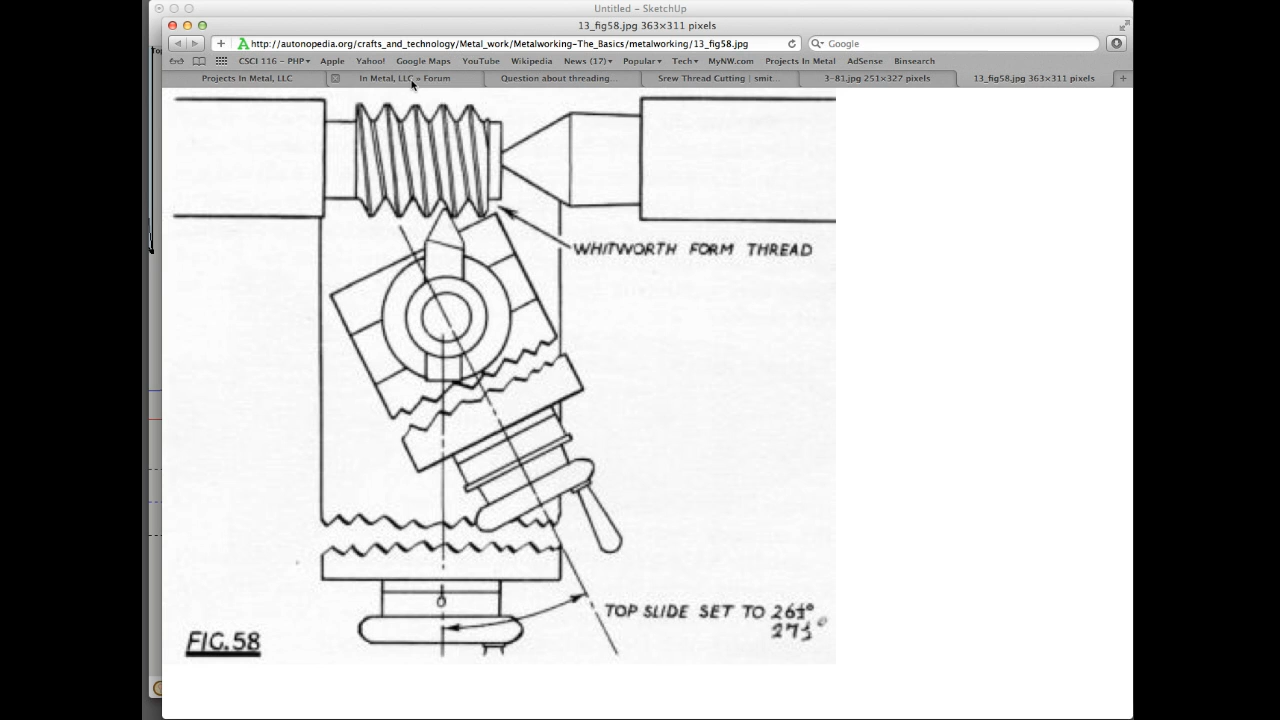 Untitled – SketchUp
13_fig58.jpg 363×311 pixels
http://autonopedia.org/crafts_and_technology/Metal_work/Metalworking-The_Basics/metalworking/13_fig58.jpg
Google
CSCI 116 - PHP▾ Apple Yahoo! Google Maps YouTube Wikipedia News (17)▾ Popular▾ Tech▾ MyNW.com Projects In Metal AdSense Binsearch
Projects In Metal, LLC
In Metal, LLC » Forum
Question about threading...
Srew Thread Cutting | smit...
3-81.jpg 251×327 pixels
13_fig58.jpg 363×311 pixels
WHITWORTH FORM THREAD
TOP SLIDE SET TO 26½°
27½°
FIG.58